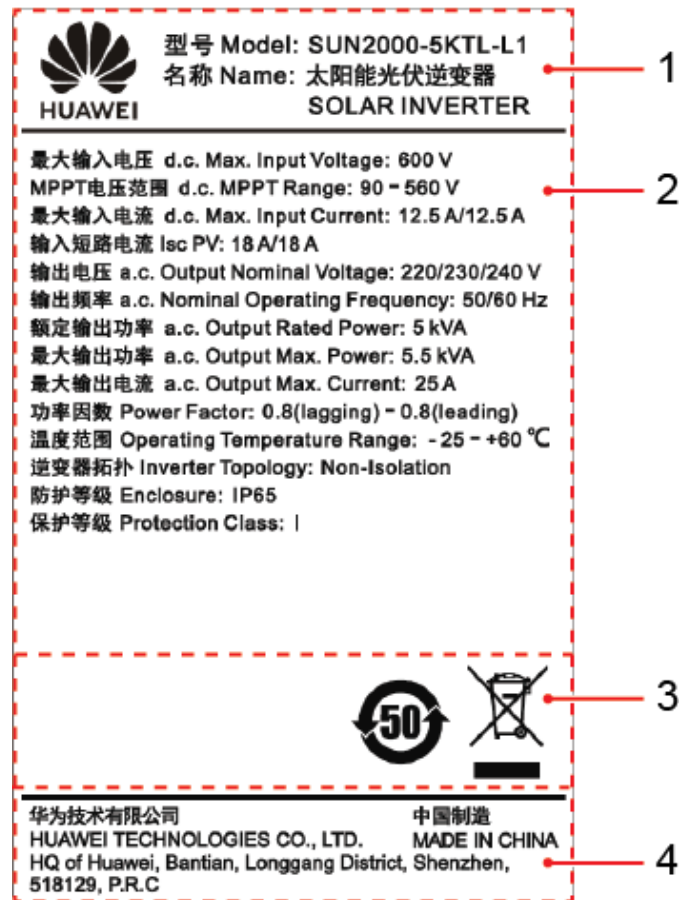 HUAWEI
型号 Model: SUN2000-5KTL-L1
名称 Name: 太阳能光伏逆变器
SOLAR INVERTER
1
最大输入电压 d.c. Max. Input Voltage: 600 V
MPPT电压范围 d.c. MPPT Range: 90 - 560 V
2
最大输入电流 d.c. Max. Input Current: 12.5 A/12.5 A
输入短路电流 Isc PV: 18 A/18 A
输出电压 a.c. Output Nominal Voltage: 220/230/240 V
输出频率 a.c. Nominal Operating Frequency: 50/60 Hz
额定输出功率 a.c. Output Rated Power: 5 kVA
最大输出功率 a.c. Output Max. Power: 5.5 kVA
最大输出电流 a.c. Output Max. Current: 25 A
功率因数 Power Factor: 0.8(lagging) - 0.8(leading)
温度范围 Operating Temperature Range: - 25 - +60 ℃
逆变器拓扑 Inverter Topology: Non-Isolation
防护等级 Enclosure: IP65
保护等级 Protection Class: I
50
3
华为技术有限公司 中国制造
HUAWEI TECHNOLOGIES CO., LTD. MADE IN CHINA
HQ of Huawei, Bantian, Longgang District, Shenzhen,
518129, P.R.C
4